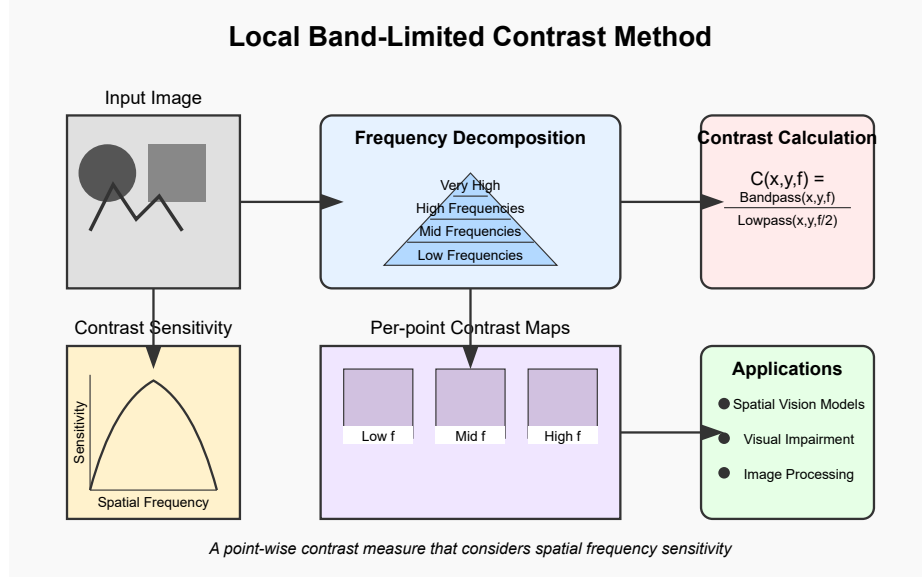 Local Band-Limited Contrast Method
Input Image
Frequency Decomposition
Very High
High Frequencies
Mid Frequencies
Low Frequencies
Contrast Calculation
C(x,y,f) =
Bandpass(x,y,f)
Lowpass(x,y,f/2)
Contrast Sensitivity
Sensitivity
Spatial Frequency
Per-point Contrast Maps
Low f
Mid f
High f
Applications
Spatial Vision Models
Visual Impairment
Image Processing
A point-wise contrast measure that considers spatial frequency sensitivity